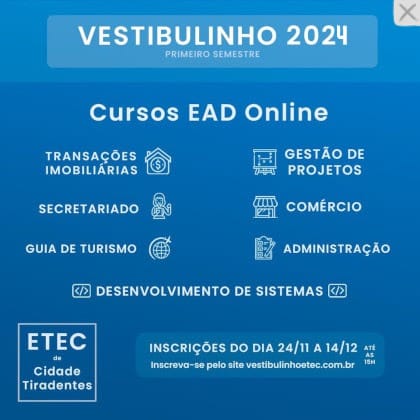 VESTIBULINHO 2024
PRIMEIRO SEMESTRE
Cursos EAD Online
TRANSAÇÕES
IMOBILIÁRIAS
GESTÃO DE
PROJETOS
SECRETARIADO
COMÉRCIO
GUIA DE TURISMO
ADMINISTRAÇÃO
DESENVOLVIMENTO DE SISTEMAS
ETEC
de
Cidade
Tiradentes
INSCRIÇÕES DO DIA 24/11 A 14/12
ATÉ
AS
15H
Inscreva-se pelo site vestibulinhoetec.com.br